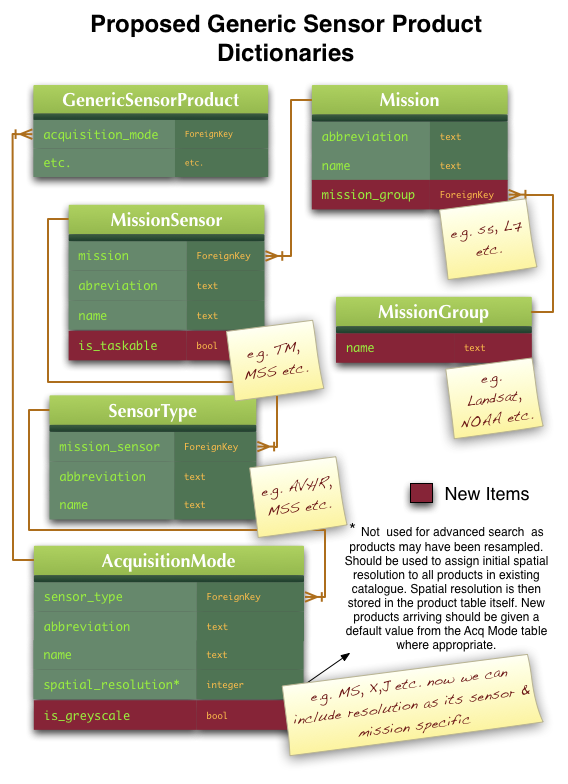 Proposed Generic Sensor Product
Dictionaries
GenericSensorProduct
acquisition_mode ForeignKey
etc. etc.
Mission
abbreviation text
name text
mission_group ForeignKey
e.g. s5, L7
etc.
MissionSensor
mission ForeignKey
abreviation text
name text
is_taskable bool
e.g. TM,
MSS etc.
MissionGroup
name text
e.g.
Landsat,
NOAA etc.
SensorType
mission_sensor ForeignKey
abbreviation text
name text
e.g. AVHR,
MSS etc.
New Items
* Not used for advanced search as
products may have been resampled.
Should be used to assign initial spatial
resolution to all products in existing
catalogue. Spatial resolution is then
stored in the product table itself. New
products arriving should be given a
default value from the Acq Mode table
where appropriate.
AcquisitionMode
sensor_type ForeignKey
abbreviation text
name text
spatial_resolution* integer
is_greyscale bool
e.g. MS, X,J etc. now we can
include resolution as its sensor &
mission specific